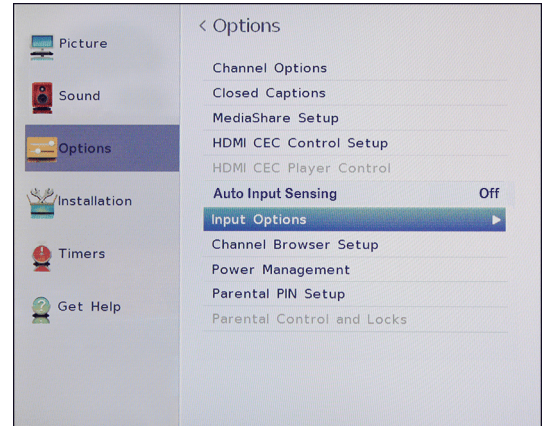 Picture
Sound
Options
Installation
Timers
Get Help
< Options
Channel Options
Closed Captions
MediaShare Setup
HDMI CEC Control Setup
HDMI CEC Player Control
Auto Input Sensing Off
Input Options
Channel Browser Setup
Power Management
Parental PIN Setup
Parental Control and Locks